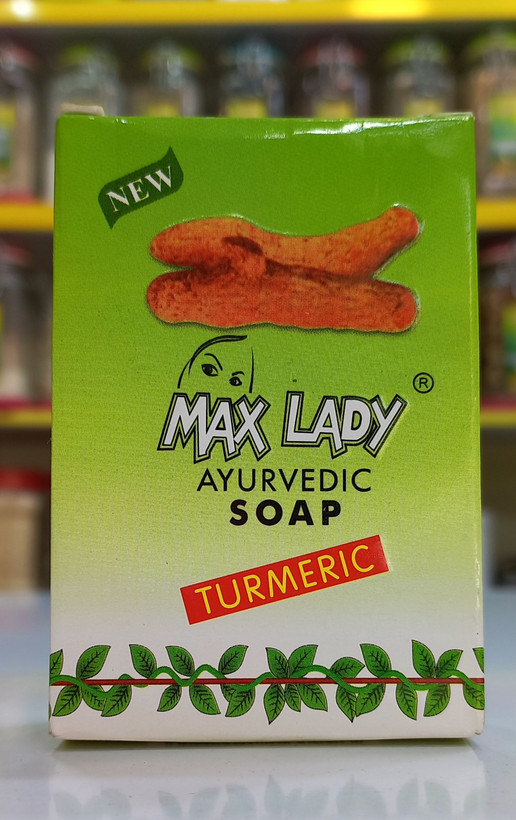 NEW
MAX LADY ®
AYURVEDIC
SOAP
TURMERIC